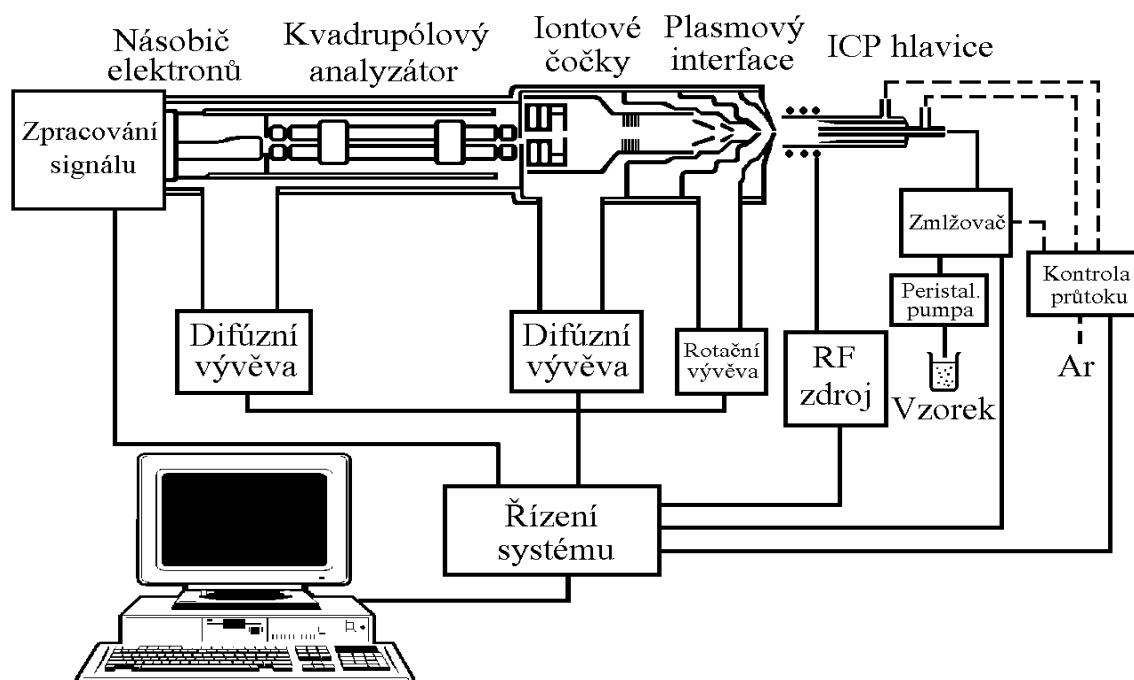 Násobič
elektronů
Kvadrupólový
analyzátor
Iontové
čočky
Plasmový
interface
ICP hlavice
Zpracování
signálu
Zmlžovač
Kontrola
průtoku
Peristal.
pumpa
Ar
Vzorek
Difúzní
vývěva
Difúzní
vývěva
Rotační
vývěva
RF
zdroj
Řízení
systému